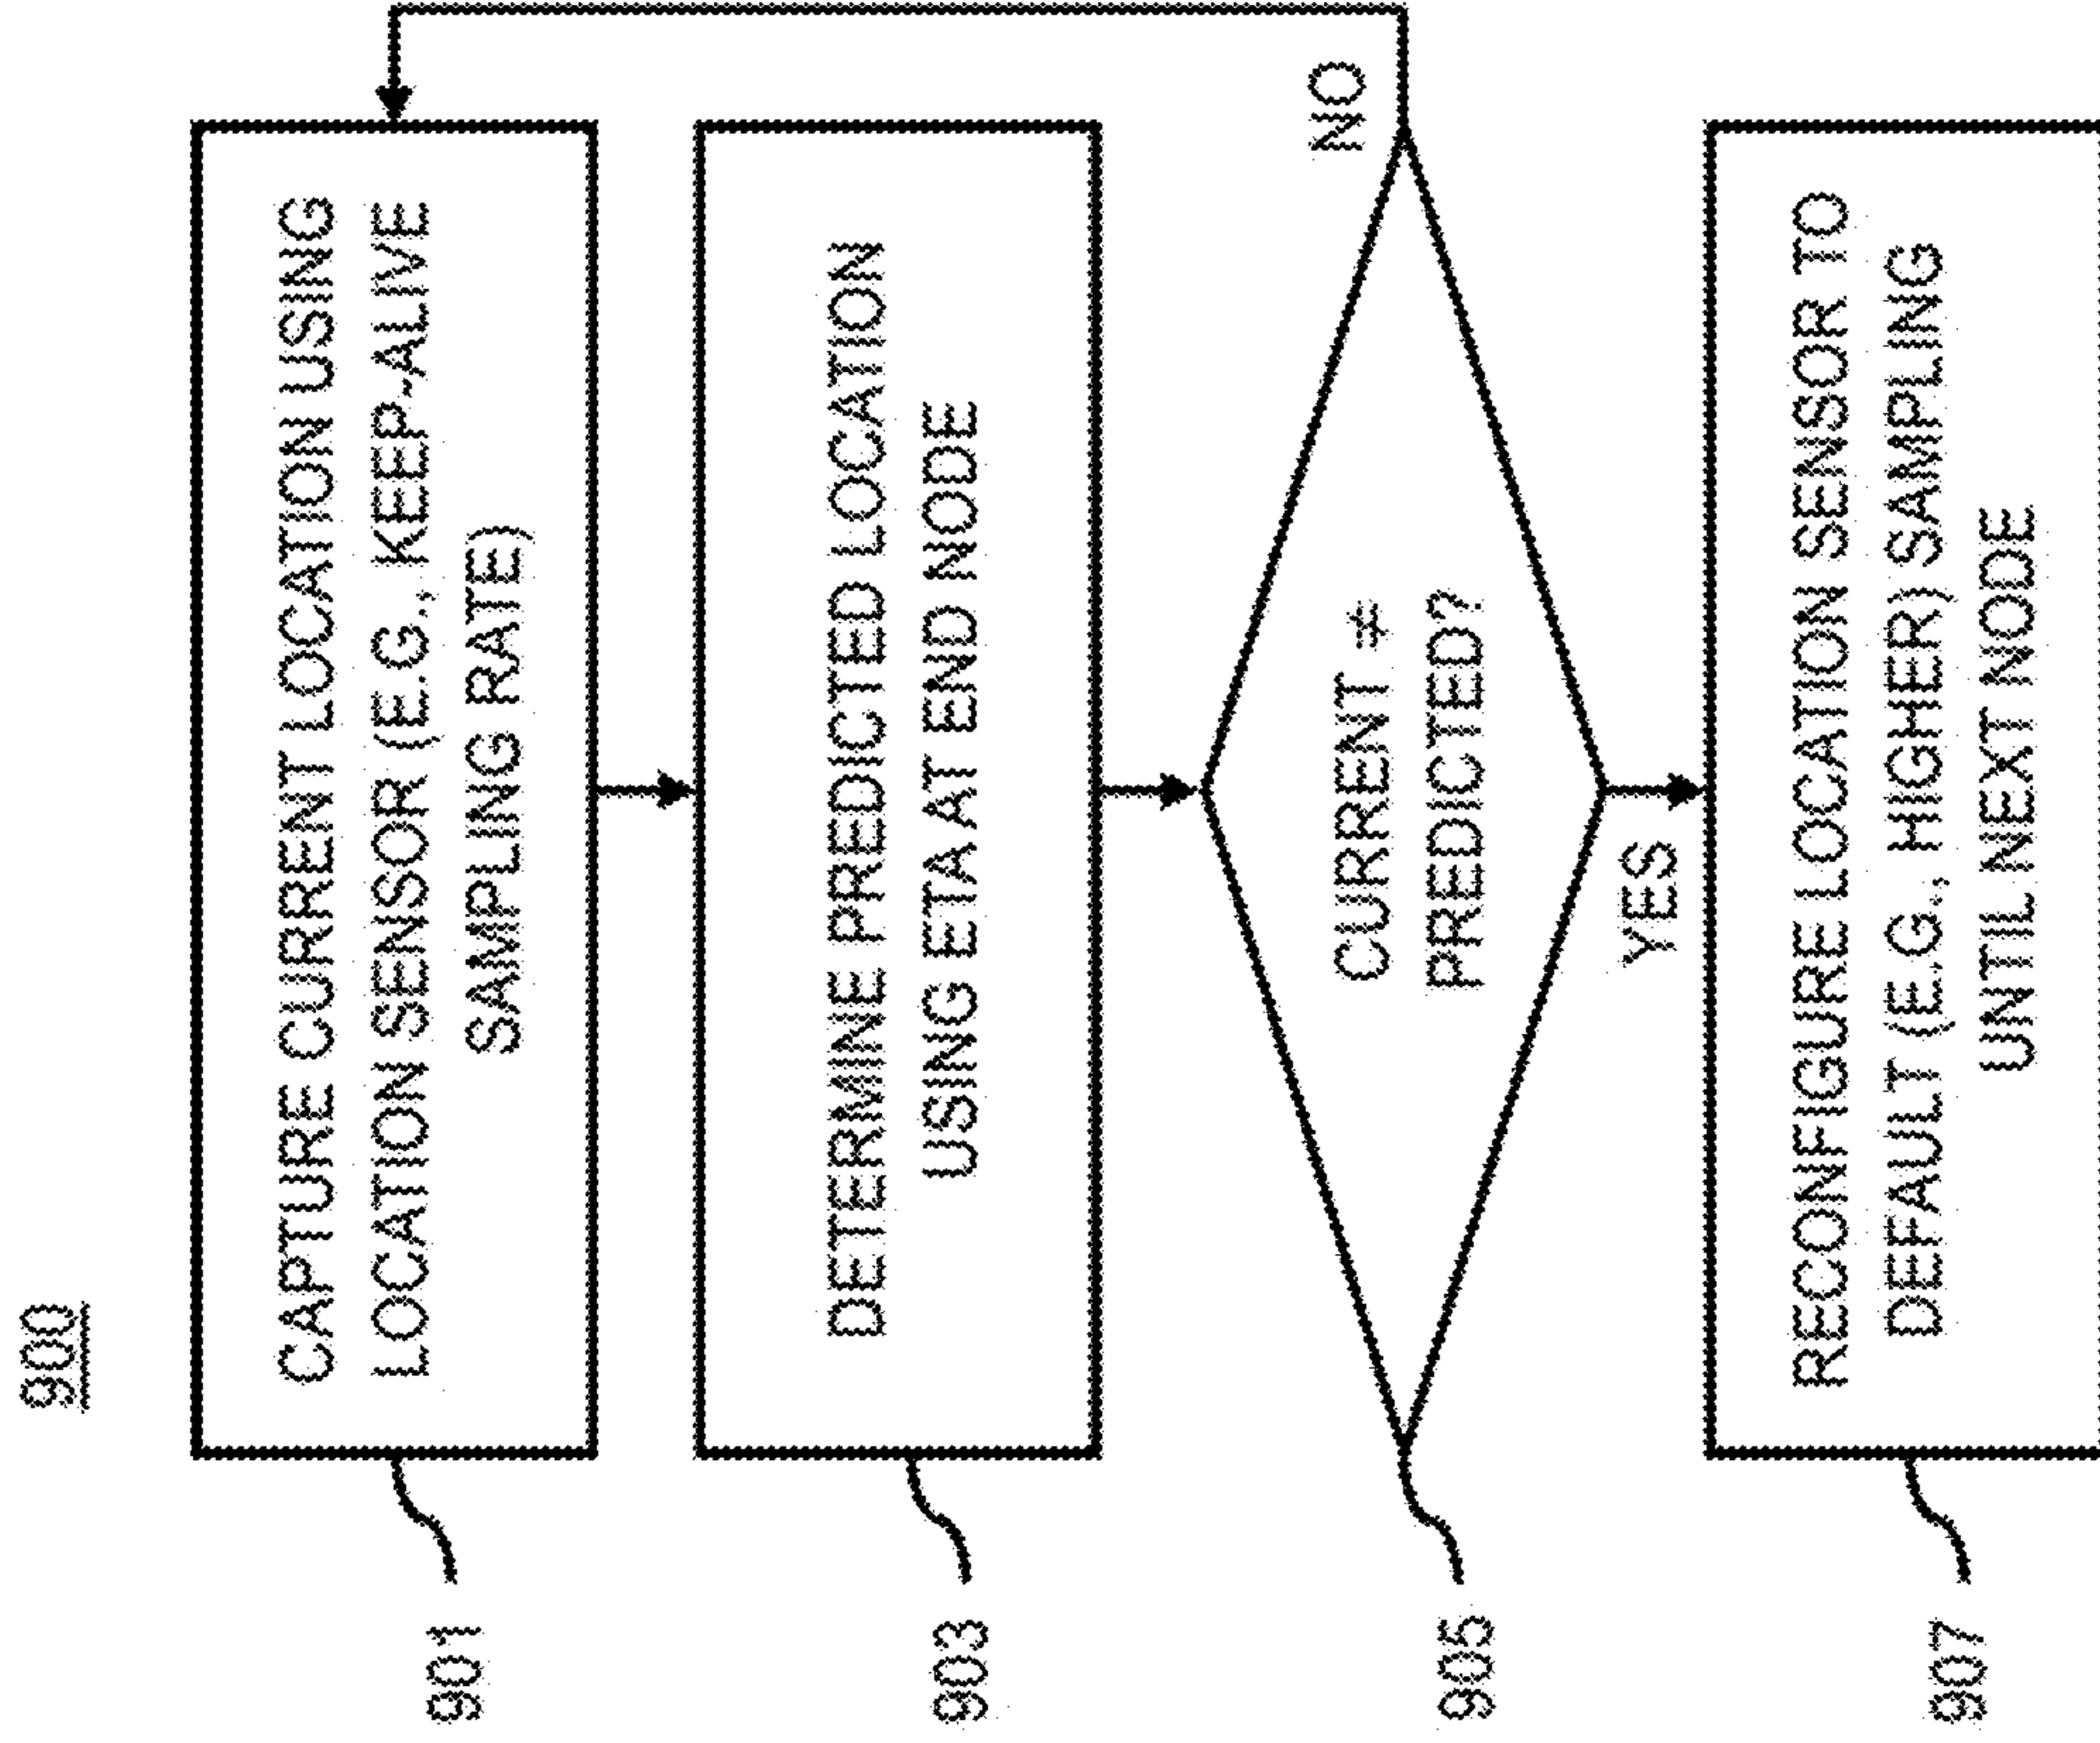 900
901
CAPTURE CURRENT LOCATION USING
LOCATION SENSOR (E.G., KEEP-ALIVE
SAMPLING RATE)
903
DETERMINE PREDICTED LOCATION
USING ETA AT END NODE
905
CURRENT ≠
PREDICTED?
NO
YES
907
RECONFIGURE LOCATION SENSOR TO
DEFAULT (E.G., HIGHER) SAMPLING
UNTIL NEXT NODE